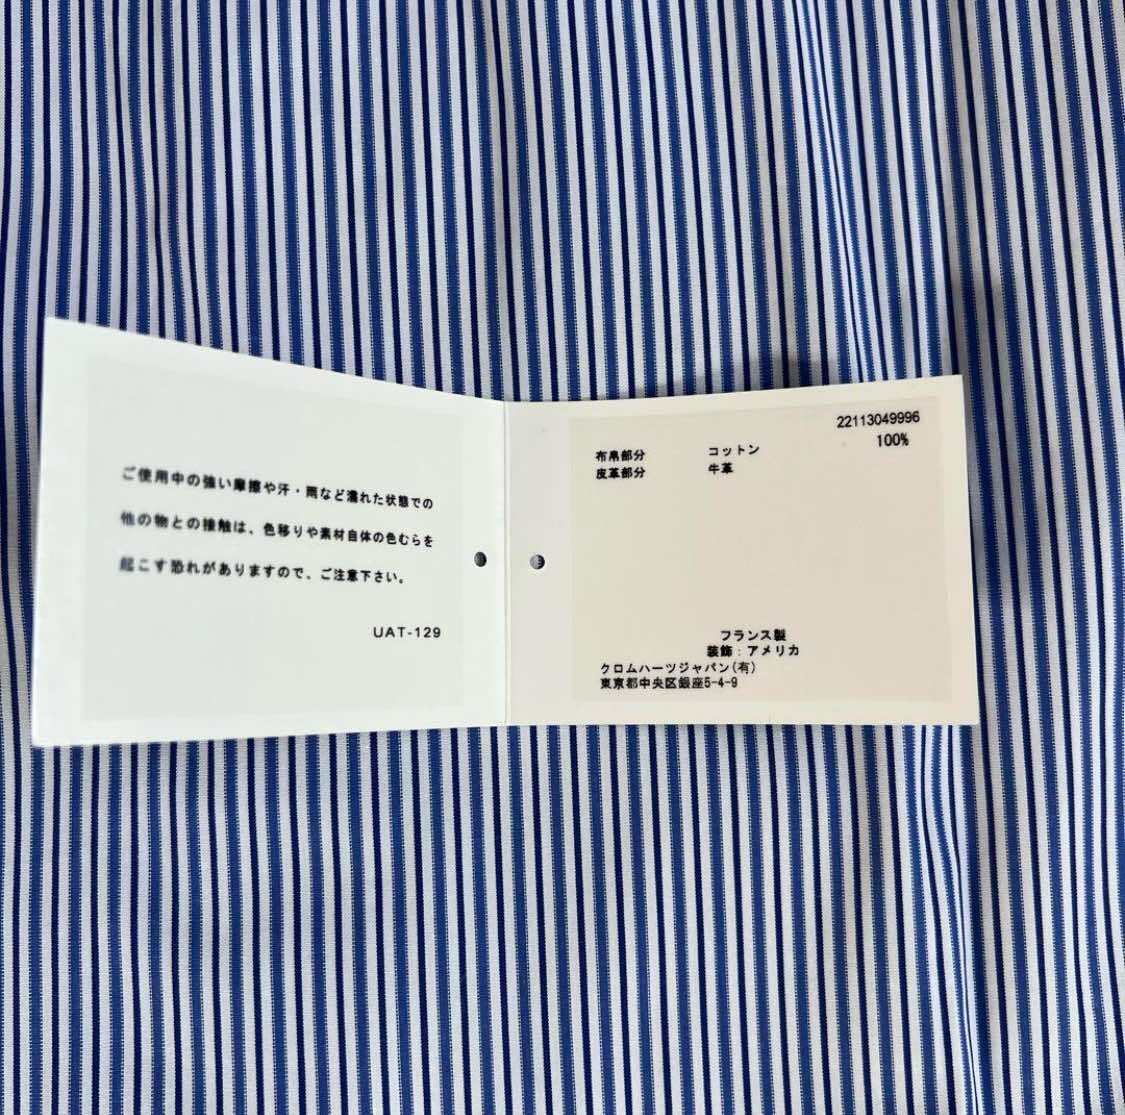 ご使用中の強い摩擦や汗・雨など濡れた状態での
他の物との接触は、色移りや素材自体の色むらを
起こす恐れがありますので、ご注意下さい。
UAT-129
22113049996
布帛部分 コットン 100%
皮革部分 牛革
フランス製
装飾：アメリカ
クロムハーツジャパン(有)
東京都中央区銀座5-4-9